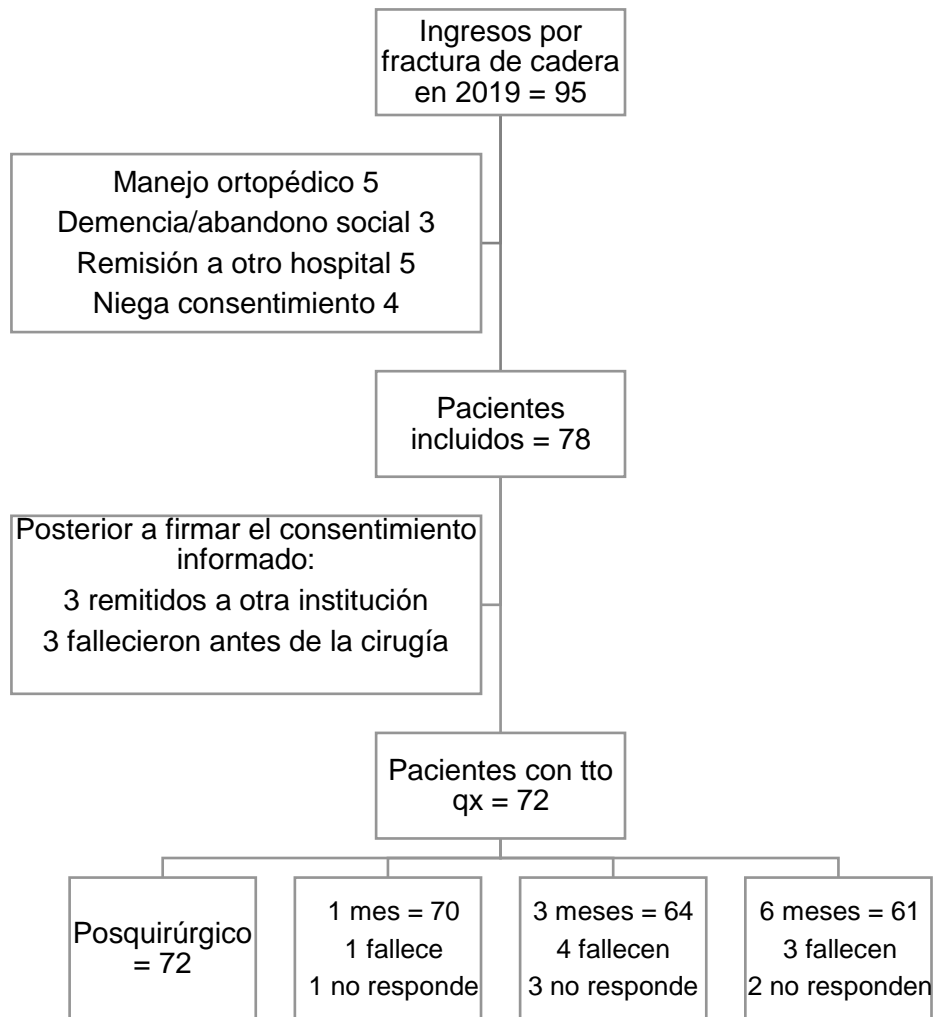 Ingresos por
fractura de cadera
en 2019 = 95
Manejo ortopédico 5
Demencia/abandono social 3
Remisión a otro hospital 5
Niega consentimiento 4
Pacientes
incluidos = 78
Posterior a firmar el consentimiento
informado:
3 remitidos a otra institución
3 fallecieron antes de la cirugía
Pacientes con tto
qx = 72
Posquirúrgico
= 72
1 mes = 70
1 fallece
1 no responde
3 meses = 64
4 fallecen
3 no responde
6 meses = 61
3 fallecen
2 no responden